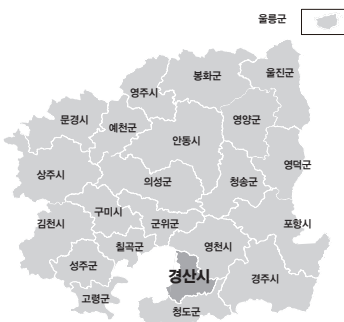 울릉군
봉화군
울진군
영주시
문경시
예천군
영양군
안동시
상주시
의성군
청송군
영덕군
구미시
김천시
군위군
포항시
칠곡군
영천시
성주군
경산시
경주시
고령군
청도군